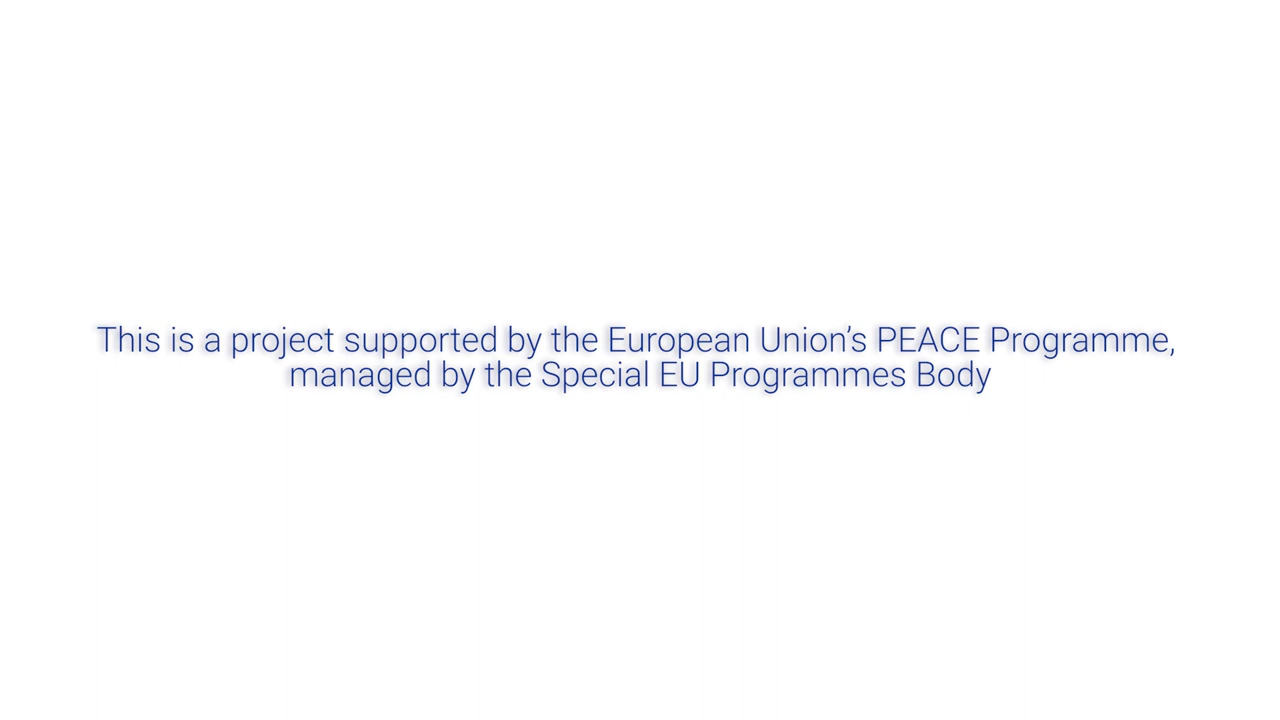 This is a project supported by the European Union’s PEACE Programme,
managed by the Special EU Programmes Body